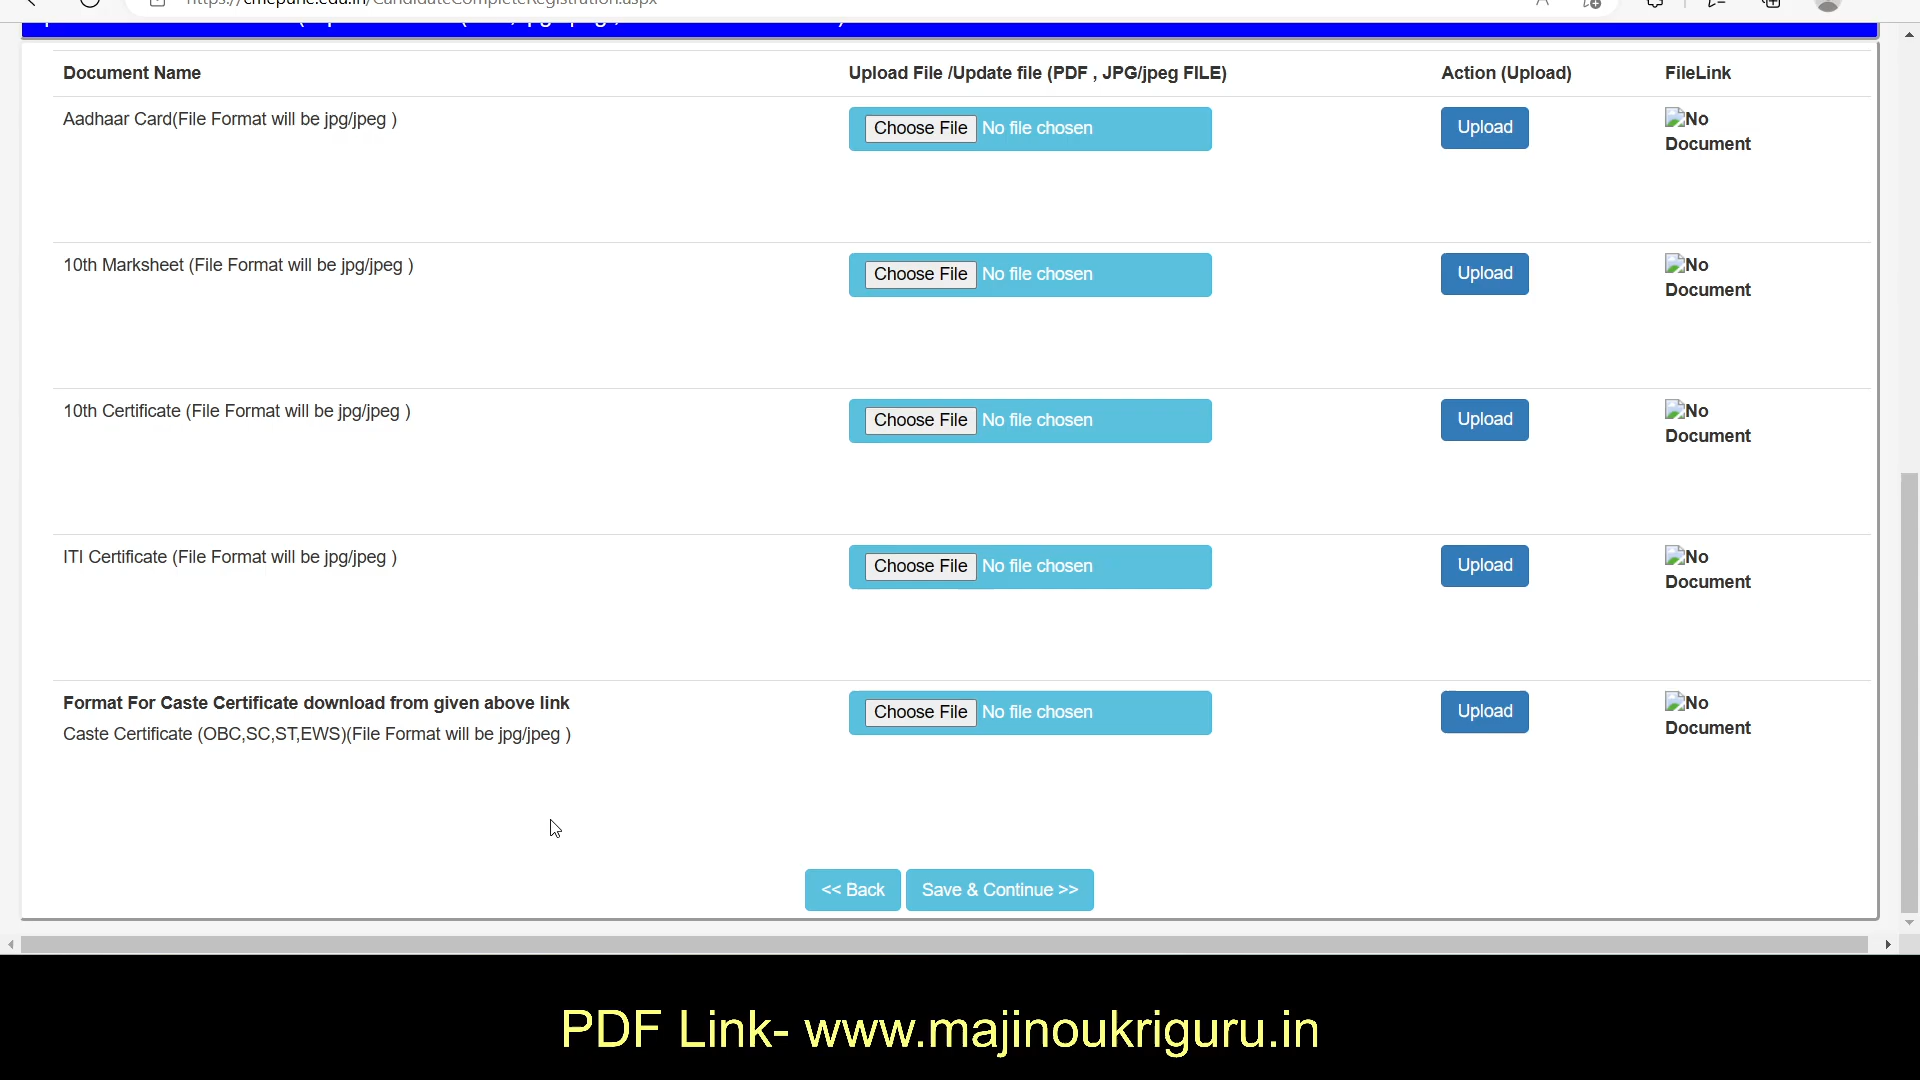 Document Name
Upload File /Update file (PDF , JPG/jpeg FILE)
Action (Upload)
FileLink
Aadhaar Card(File Format will be jpg/jpeg )
Choose File No file chosen
Upload
No
Document
10th Marksheet (File Format will be jpg/jpeg )
Choose File No file chosen
Upload
No
Document
10th Certificate (File Format will be jpg/jpeg )
Choose File No file chosen
Upload
No
Document
ITI Certificate (File Format will be jpg/jpeg )
Choose File No file chosen
Upload
No
Document
Format For Caste Certificate download from given above link
Caste Certificate (OBC,SC,ST,EWS)(File Format will be jpg/jpeg )
Choose File No file chosen
Upload
No
Document
<< Back
Save & Continue >>
PDF Link- www.majinoukriguru.in